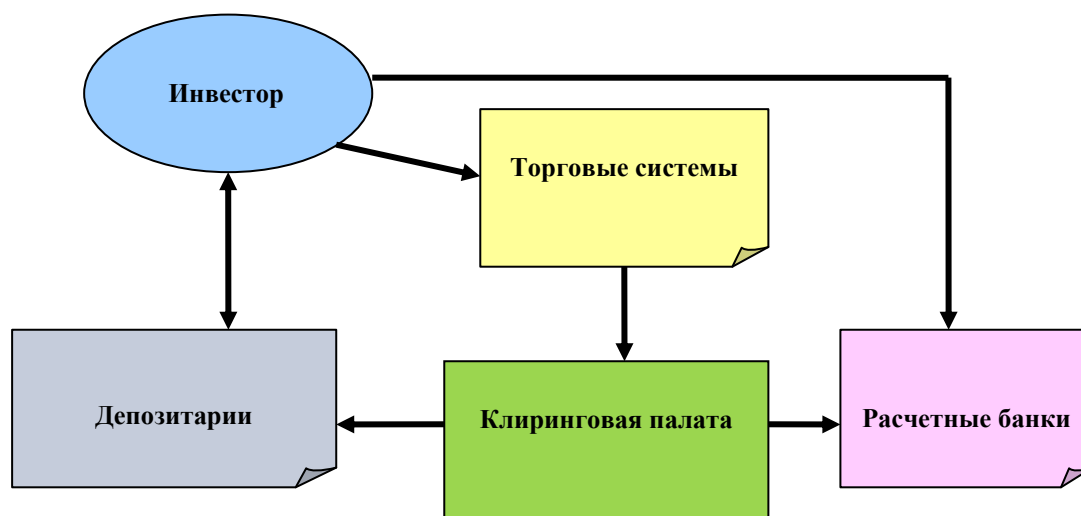 Инвестор
Торговые системы
Депозитарии
Клиринговая палата
Расчетные банки